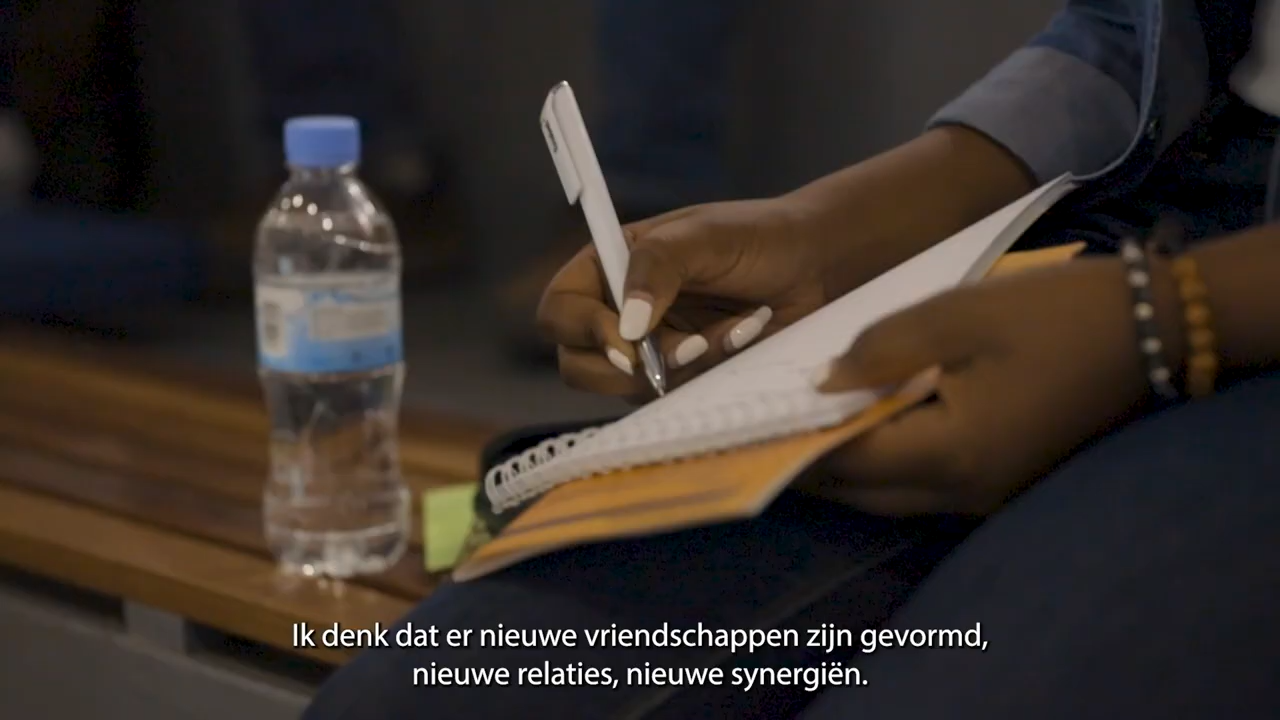 Ik denk dat er nieuwe vriendschappen zijn gevormd,
nieuwe relaties, nieuwe synergiën.